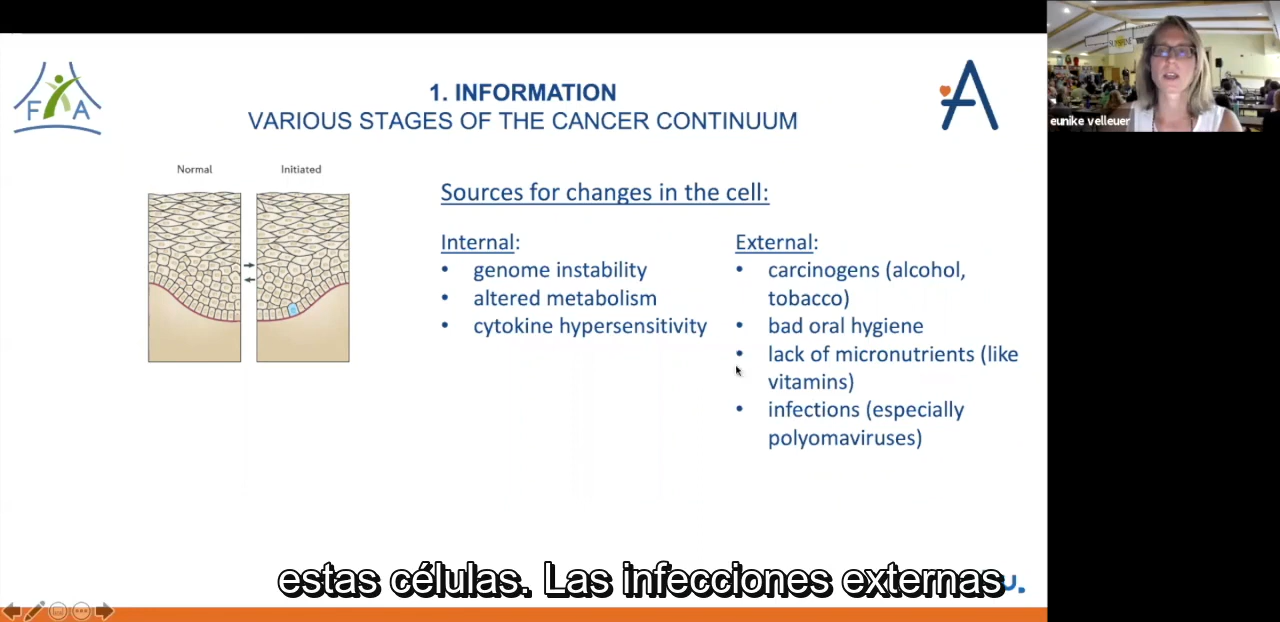 F A
1. INFORMATION
VARIOUS STAGES OF THE CANCER CONTINUUM
A
eunike velleuer
Normal
Initiated
Sources for changes in the cell:
Internal:
• genome instability
• altered metabolism
• cytokine hypersensitivity
External:
• carcinogens (alcohol,
tobacco)
• bad oral hygiene
• lack of micronutrients (like
vitamins)
• infections (especially
polyomaviruses)
estas células. Las infecciones externas